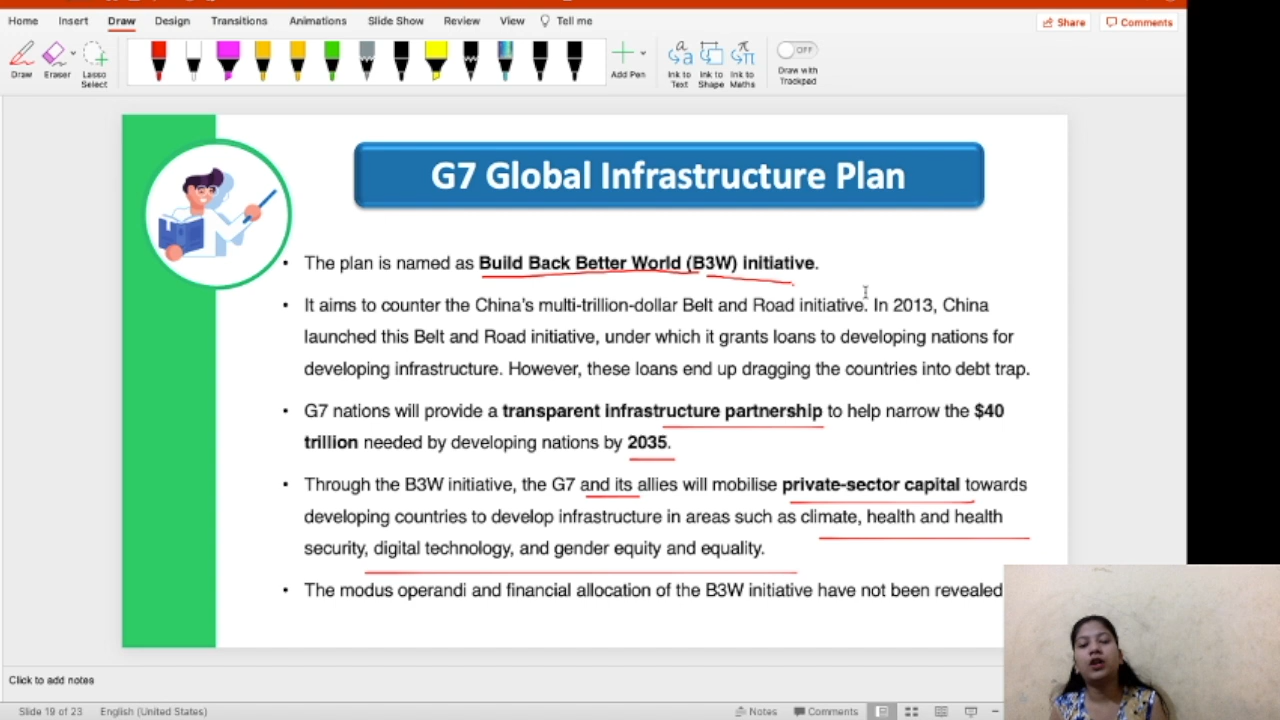 Home Insert Draw Design Transitions Animations Slide Show Review View Tell me
Share Comments
Draw Eraser Lasso Select Add Pen Ink to Text Ink to Shape Ink to Maths OFF Draw with Trackpad
G7 Global Infrastructure Plan
• The plan is named as Build Back Better World (B3W) initiative.
• It aims to counter the China's multi-trillion-dollar Belt and Road initiative. In 2013, China
launched this Belt and Road initiative, under which it grants loans to developing nations for
developing infrastructure. However, these loans end up dragging the countries into debt trap.
• G7 nations will provide a transparent infrastructure partnership to help narrow the $40
trillion needed by developing nations by 2035.
• Through the B3W initiative, the G7 and its allies will mobilise private-sector capital towards
developing countries to develop infrastructure in areas such as climate, health and health
security, digital technology, and gender equity and equality.
• The modus operandi and financial allocation of the B3W initiative have not been revealed
Click to add notes
Slide 19 of 23 English (United States) Notes Comments